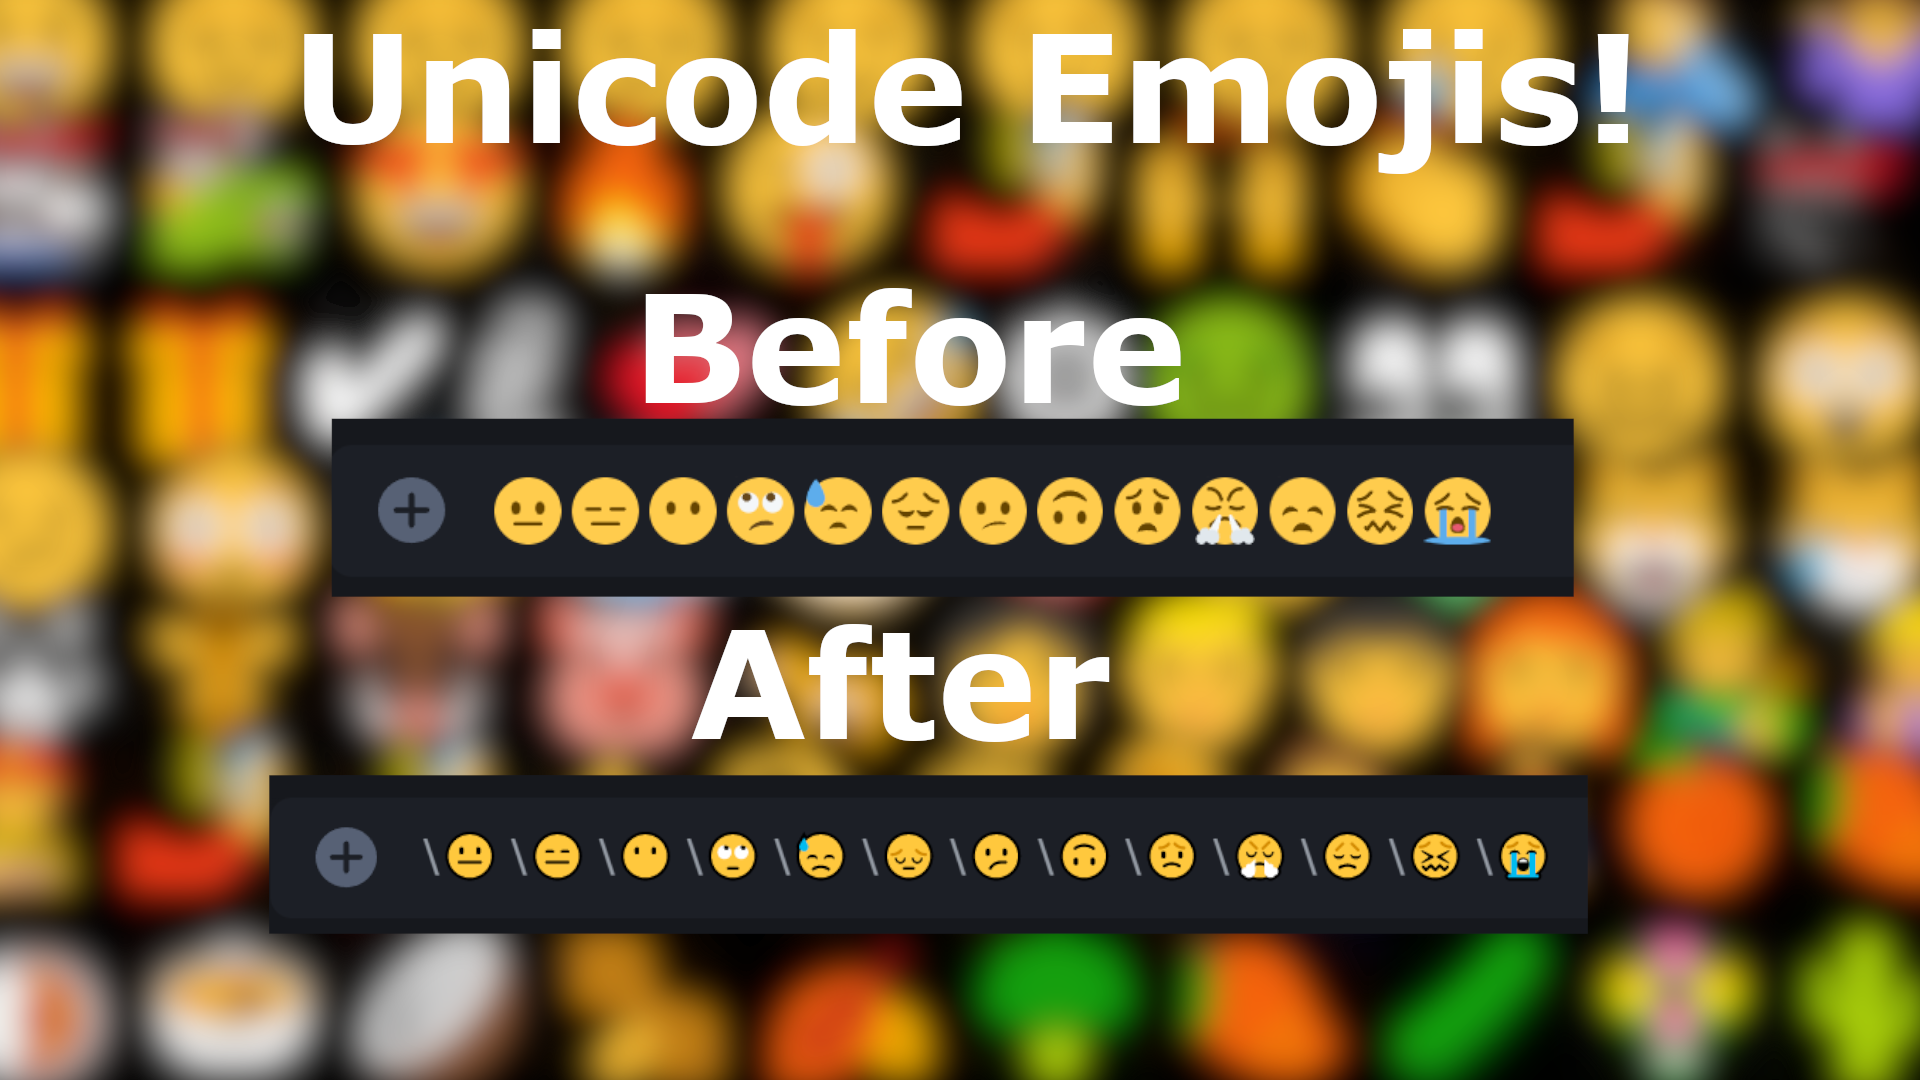 Unicode Emojis!
Before
😐😑😶🙄😓😔🫤🙃😟😤😞😖😭
After
\😐 \😑 \😶 \🙄 \😓 \😔 \🫤 \🙃 \😟 \😤 \😞 \😖 \😭